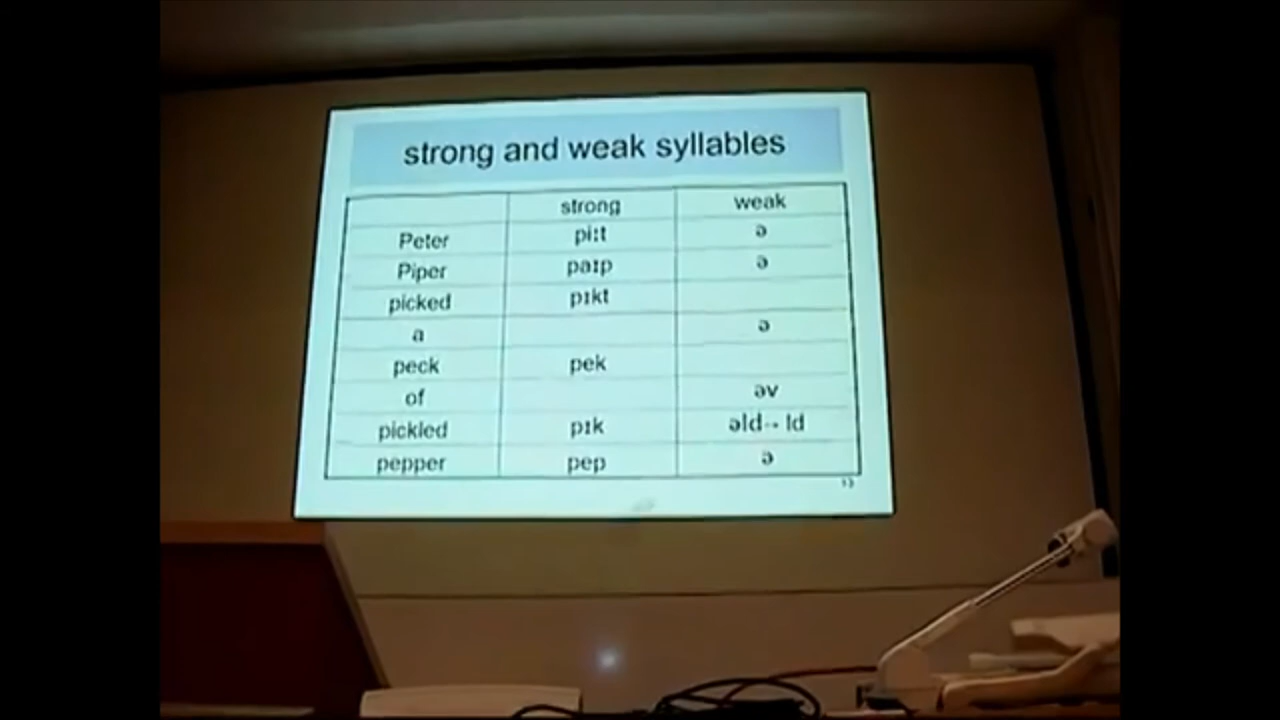 strong and weak syllables
strong weak
Peter piːt ə
Piper paɪp ə
picked pɪkt
a ə
peck pek
of əv
pickled pɪk əld -- ld
pepper pep ə